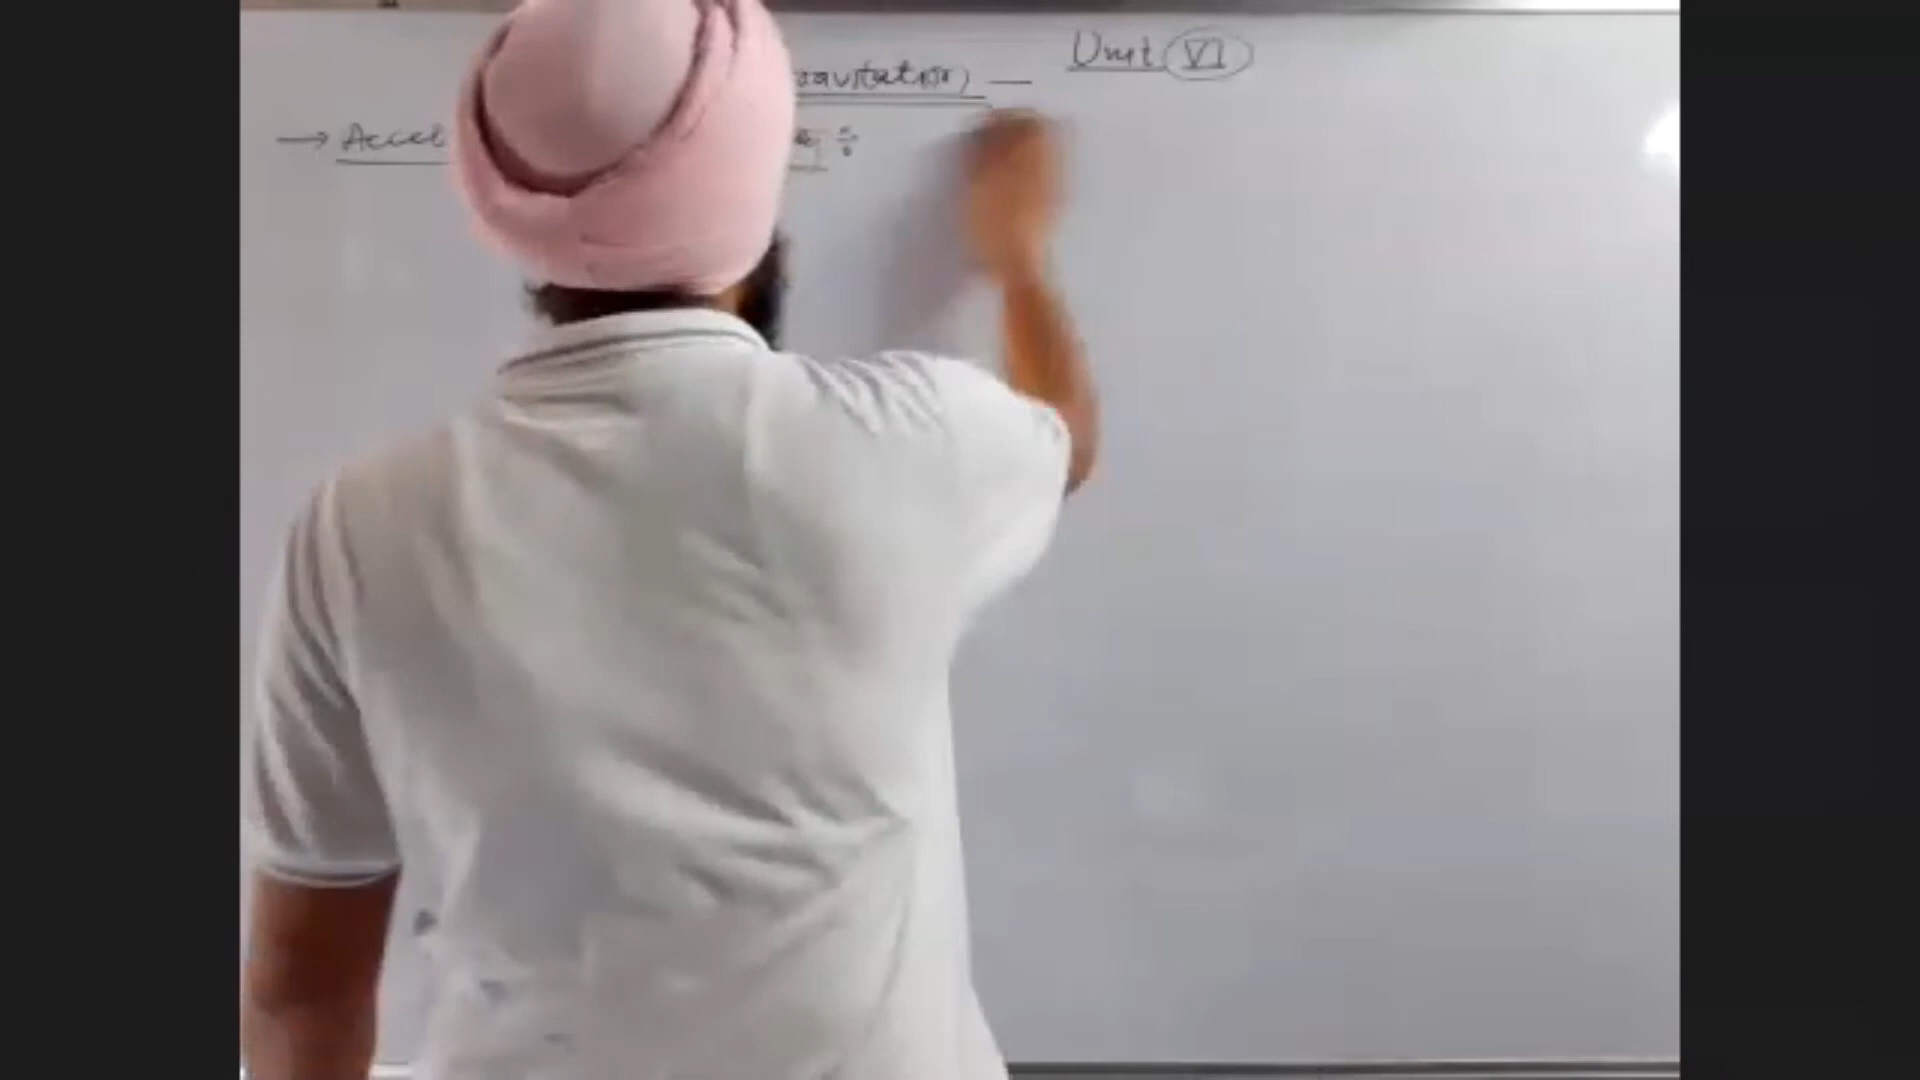 Unit VI
ravitation —
→ Accel